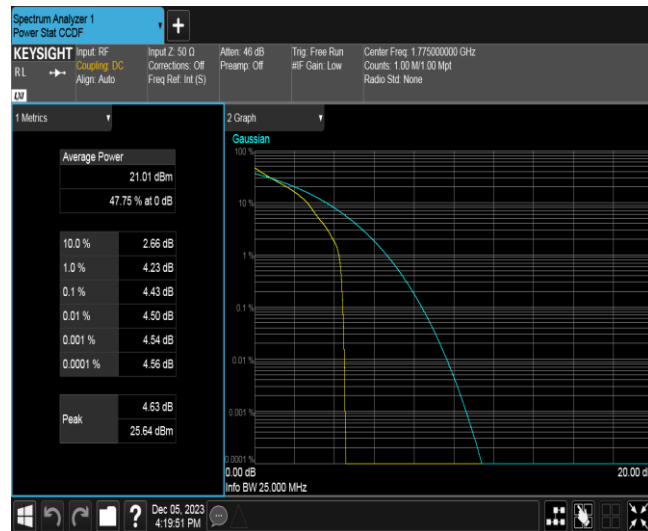 Spectrum Analyzer 1
Power Stat CCDF
+
KEYSIGHT
RL
LXI
Input: RF
Coupling: DC
Align: Auto
Input Z: 50 Ω
Corrections: Off
Freq Ref: Int (S)
Atten: 46 dB
Preamp: Off
Trig: Free Run
#IF Gain: Low
Center Freq: 1.775000000 GHz
Counts: 1.00 M/1.00 Mpt
Radio Std: None
1 Metrics
Average Power
21.01 dBm
47.75 % at 0 dB
10.0 % 2.66 dB
1.0 % 4.23 dB
0.1 % 4.43 dB
0.01 % 4.50 dB
0.001 % 4.54 dB
0.0001 % 4.56 dB
Peak
4.63 dB
25.64 dBm
2 Graph
Gaussian
100 %
10 %
1 %
0.1 %
0.01 %
0.001 %
0.0001 %
0.00 dB
20.00 d
Info BW 25.000 MHz
?
Dec 05, 2023
4:19:51 PM